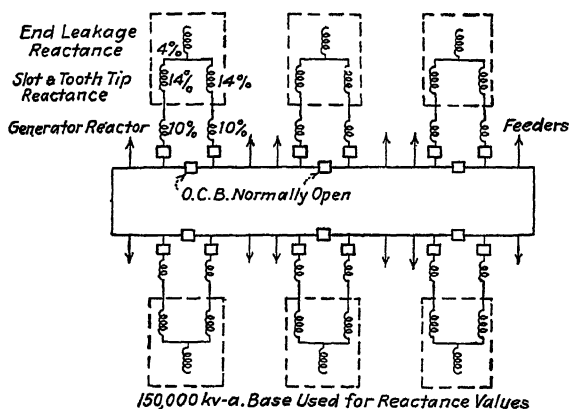 End Leakage
Reactance
4%
Slot & Tooth Tip
Reactance
14%
14%
Generator Reactor
10%
10%
Feeders
O.C.B. Normally Open
150,000 kv-a. Base Used for Reactance Values